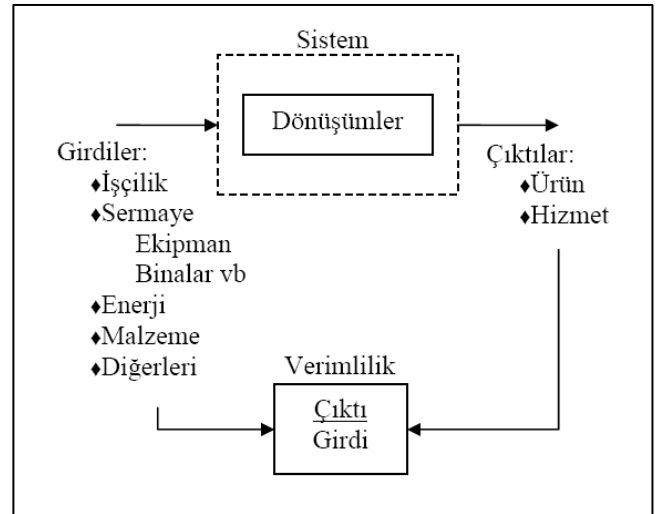 Sistem
Dönüşümler
Girdiler:
♦İşçilik
♦Sermaye
Ekipman
Binalar vb
♦Enerji
♦Malzeme
♦Diğerleri
Çıktılar:
♦Ürün
♦Hizmet
Verimlilik
Çıktı
Girdi